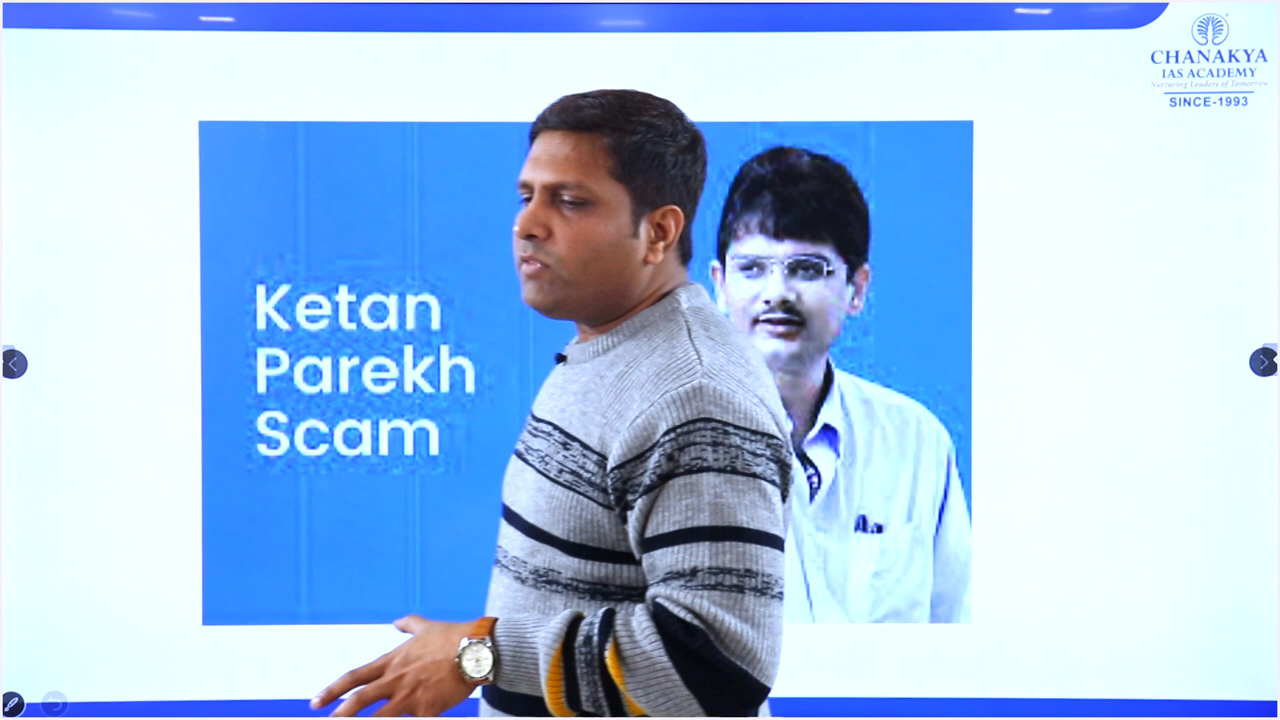 CHANAKYA
IAS ACADEMY
Nurturing Leaders of Tomorrow
SINCE-1993
Ketan
Parekh
Scam